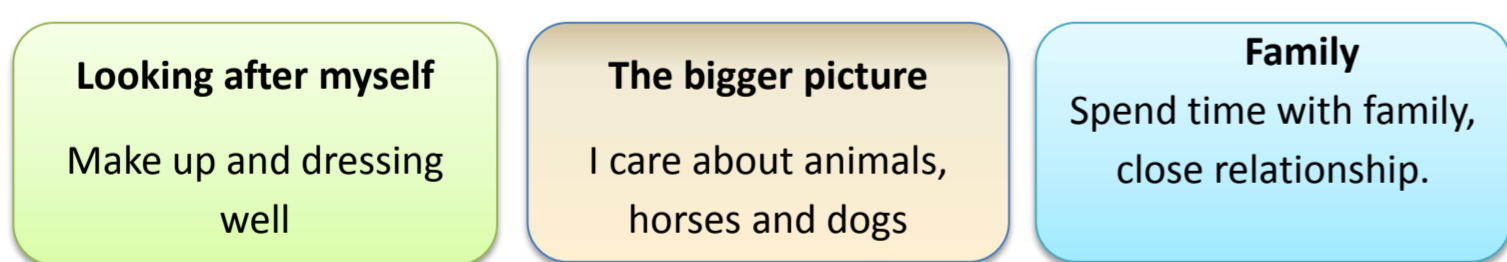 Looking after myself
Make up and dressing
well
The bigger picture
I care about animals,
horses and dogs
Family
Spend time with family,
close relationship.